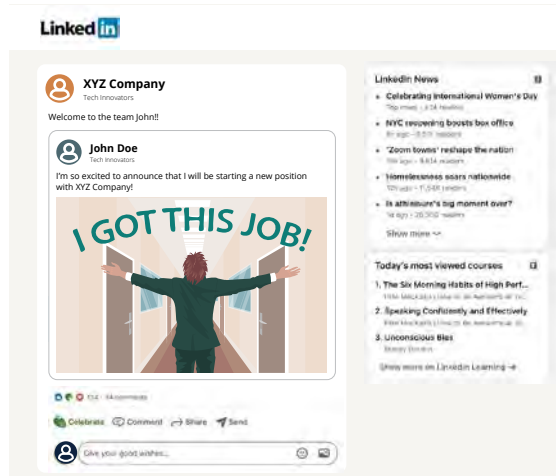 Linked in
XYZ Company
Tech Innovators
Welcome to the team John!!
John Doe
Tech Innovators
I'm so excited to announce that I will be starting a new position
with XYZ Company!
I GOT THIS JOB!
Celebrate Comment Share Send
Give your good wishes...
LinkedIn News
Celebrating International Women's Day
NYC reopening boosts box office
'Zoom towns' reshape the nation
Homelessness soars nationwide
Is athleisure's big moment over?
Show more
Today's most viewed courses
1. The Six Morning Habits of High Perf...
2. Speaking Confidently and Effectively
3. Unconscious Bias
Show more on LinkedIn Learning